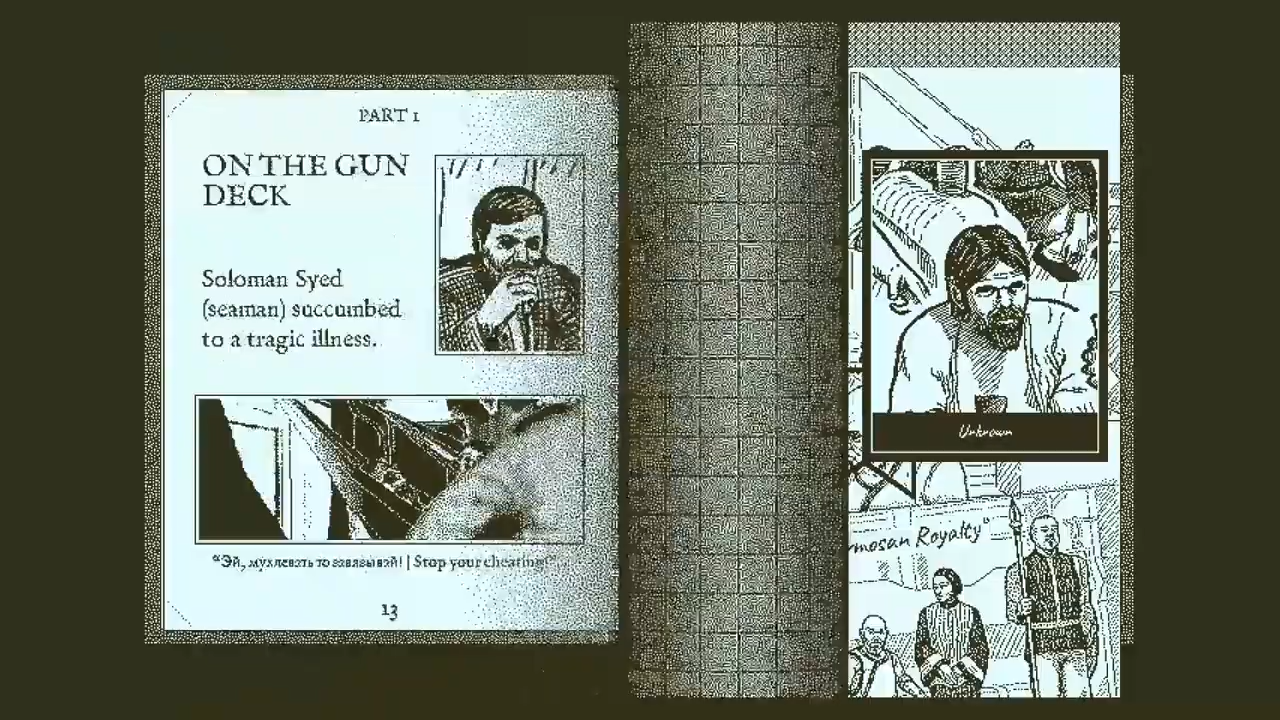 PART 1
ON THE GUN
DECK
Soloman Syed
(seaman) succumbed
to a tragic illness.
"Эй, мухлевать то завязывай! | Stop your cheating!"
13
Unknown
mosan Royalty"